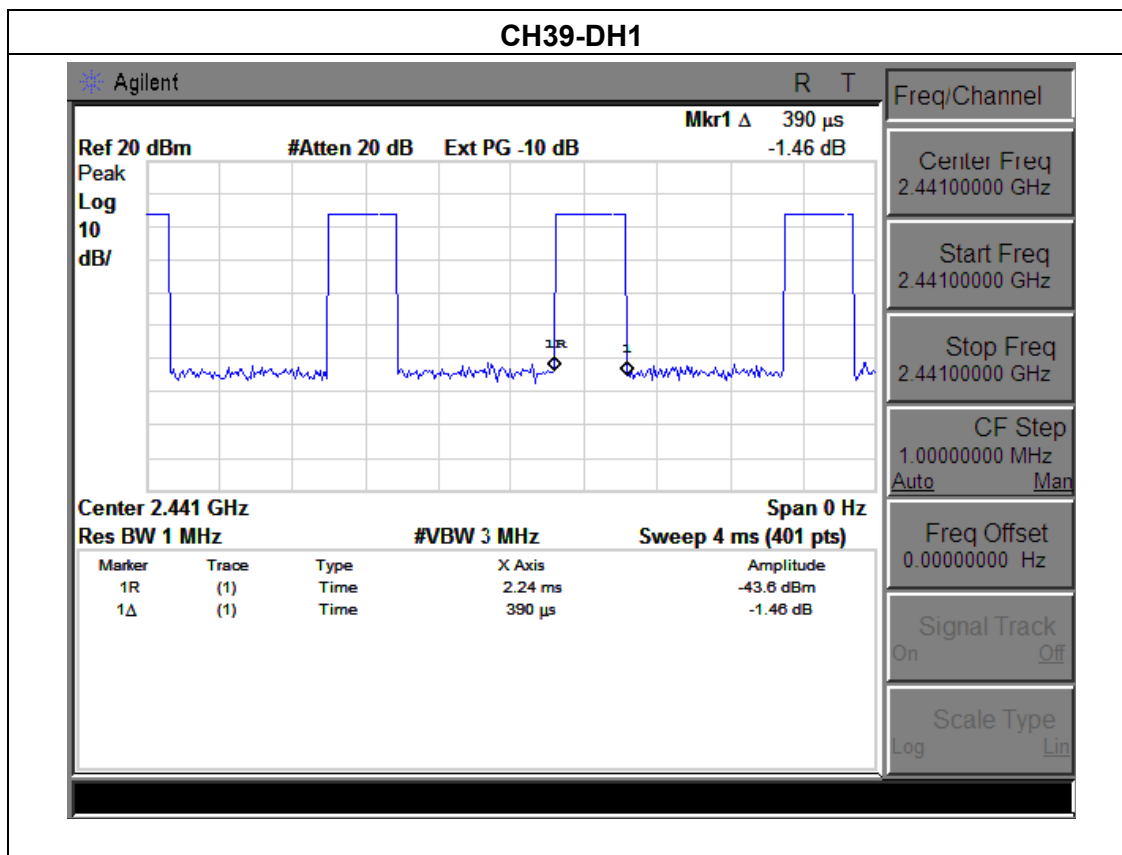 CH39-DH1
Agilent R T
Freq/Channel
Mkr1 Δ 390 μs
Ref 20 dBm #Atten 20 dB Ext PG -10 dB -1.46 dB
Peak
Log
10
dB/
1R
1
Center 2.441 GHz Span 0 Hz
Res BW 1 MHz #VBW 3 MHz Sweep 4 ms (401 pts)
Marker Trace Type X Axis Amplitude
1R (1) Time 2.24 ms -43.6 dBm
1Δ (1) Time 390 μs -1.46 dB
Center Freq
2.44100000 GHz
Start Freq
2.44100000 GHz
Stop Freq
2.44100000 GHz
CF Step
1.00000000 MHz
Auto Man
Freq Offset
0.00000000 Hz
Signal Track
On Off
Scale Type
Log Lin